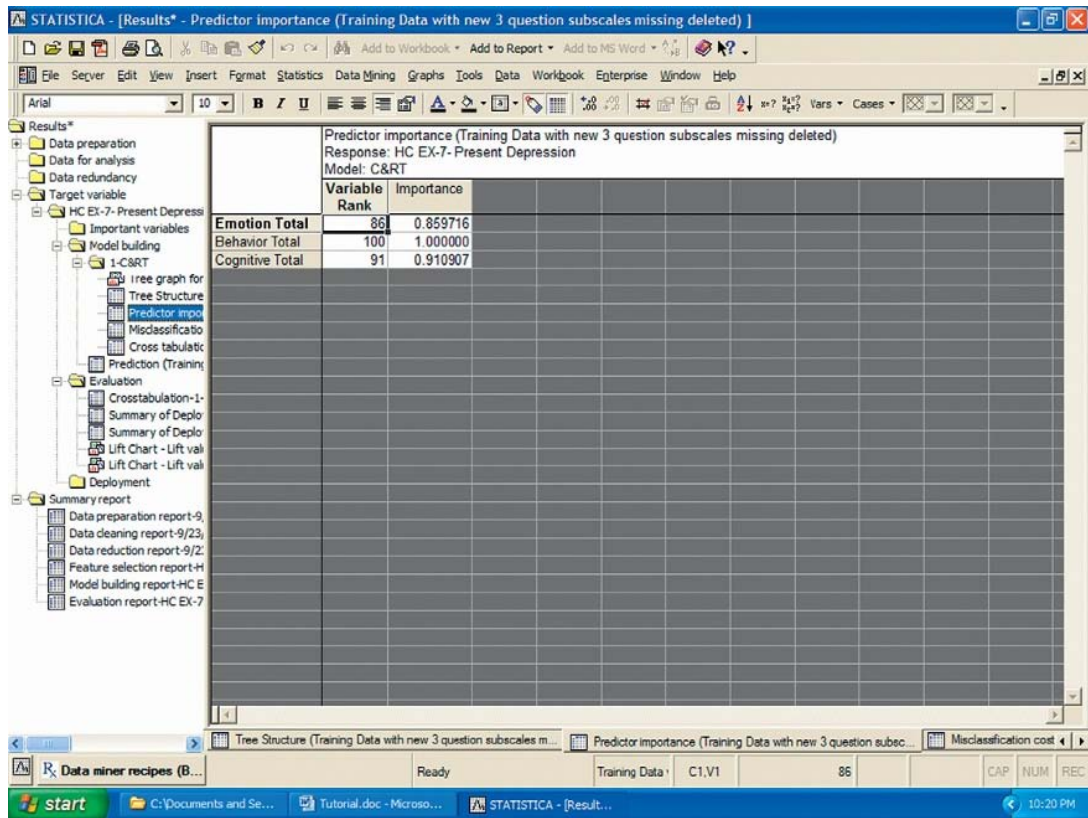 STATISTICA - [Results* - Predictor importance (Training Data with new 3 question subscales missing deleted) ]
Add to Workbook Add to Report Add to MS Word
File Server Edit View Insert Format Statistics Data Mining Graphs Tools Data Workbook Enterprise Window Help
Arial 10 B I U Vars Cases
Results*
Data preparation
Data for analysis
Data redundancy
Target variable
HC EX-7- Present Depressi
Important variables
Model building
1-C&RT
Tree graph for
Tree Structure
Predictor impo
Misclassificatio
Cross tabulatic
Prediction (Training
Evaluation
Crosstabulation-1-
Summary of Deplo
Summary of Deplo
Lift Chart - Lift valu
Lift Chart - Lift valu
Deployment
Summary report
Data preparation report-9,
Data cleaning report-9/23,
Data reduction report-9/2
Feature selection report-H
Model building report-HC E
Evaluation report-HC EX-7
Predictor importance (Training Data with new 3 question subscales missing deleted)
Response: HC EX-7- Present Depression
Model: C&RT
Variable Importance
Rank
Emotion Total 86 0.859716
Behavior Total 100 1.000000
Cognitive Total 91 0.910907
Tree Structure (Training Data with new 3 question subscales m... Predictor importance (Training Data with new 3 question subsc... Misclassification cost
Data miner recipes (B... Ready Training Data C1,V1 86 CAP NUM REC
start C:\Documents and Se... Tutorial.doc - Microso... STATISTICA - [Result... 10:20 PM